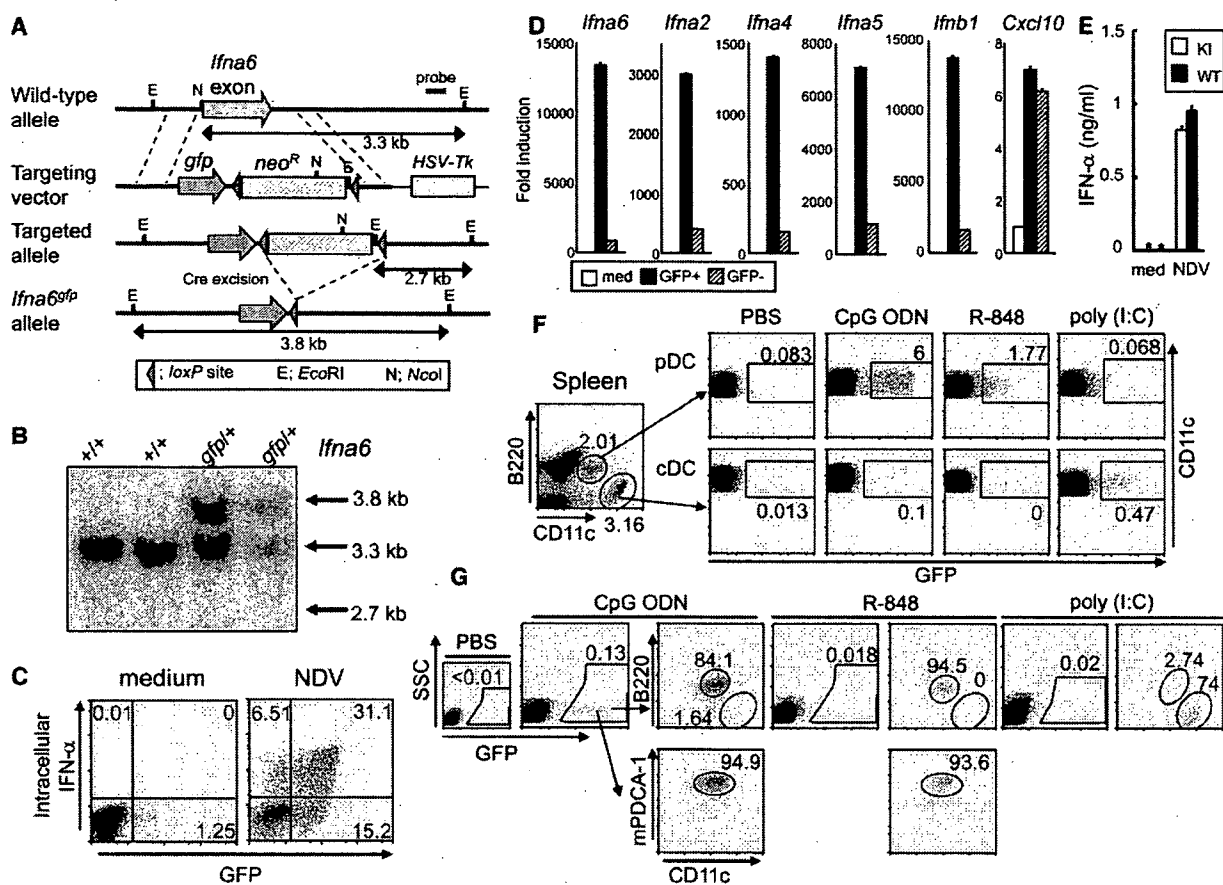 A
Ifna6
exon
probe
E
N
E
Wild-type
allele
3.3 kb
gfp
neoR
N
E
HSV-Tk
Targeting
vector
Targeted
allele
E
N
E
E
Cre excision
2.7 kb
Ifna6gfp
allele
E
E
3.8 kb
; loxP site
E; EcoRI
N; NcoI
B
+/+
+/+
gfp/+
gfp/+
Ifna6
3.8 kb
3.3 kb
2.7 kb
C
medium
NDV
0.01
0
1.25
6.51
31.1
15.2
Intracellular
IFN-α
GFP
D
Ifna6
Ifna2
Ifna4
Ifna5
Ifnb1
Cxcl10
Fold induction
15000
10000
5000
0
3000
2000
1000
0
1500
1000
500
0
8000
6000
4000
2000
0
15000
10000
5000
0
8
6
4
2
0
med
GFP+
GFP-
E
KI
WT
IFN-α (ng/ml)
1.5
1
0.5
0
med
NDV
F
PBS
CpG ODN
R-848
poly (I:C)
Spleen
B220
CD11c
2.01
3.16
pDC
0.083
6
1.77
0.068
cDC
0.013
0.1
0
0.47
CD11c
GFP
G
CpG ODN
R-848
poly (I:C)
PBS
SSC
<0.01
0.13
B220
84.1
1.64
0.018
94.5
0
0.02
2.74
74
GFP
mPDCA-1
94.9
93.6
CD11c